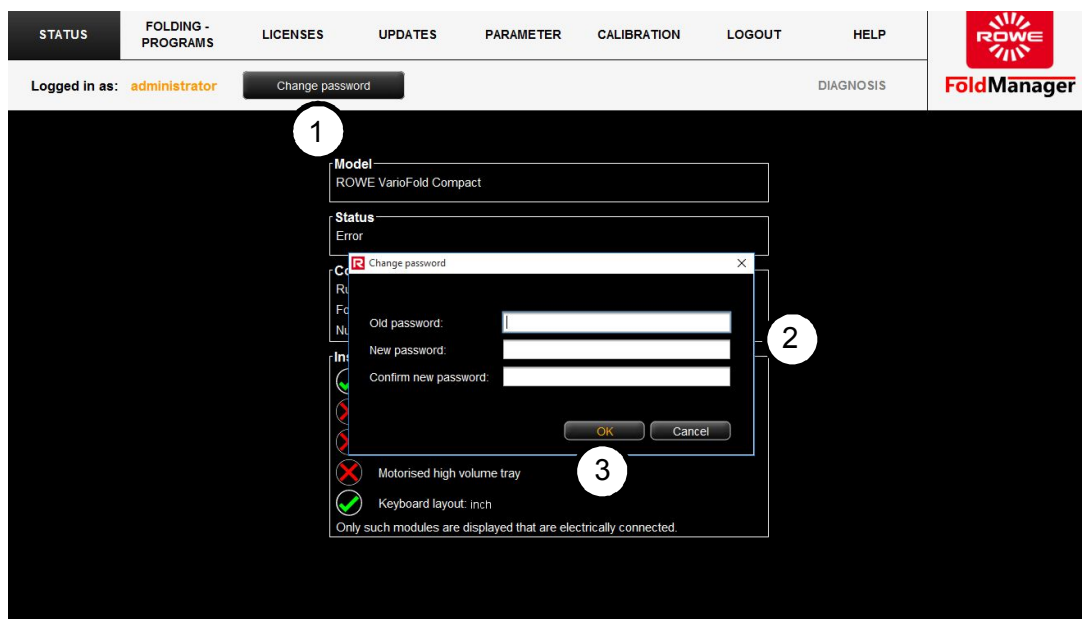 STATUS
FOLDING -
PROGRAMS
LICENSES
UPDATES
PARAMETER
CALIBRATION
LOGOUT
HELP
ROWE
Logged in as: administrator
Change password
DIAGNOSIS
FoldManager
1
Model
ROWE VarioFold Compact
Status
Error
Change password
Old password:
New password:
Confirm new password:
2
OK
Cancel
3
Motorised high volume tray
Keyboard layout: inch
Only such modules are displayed that are electrically connected.